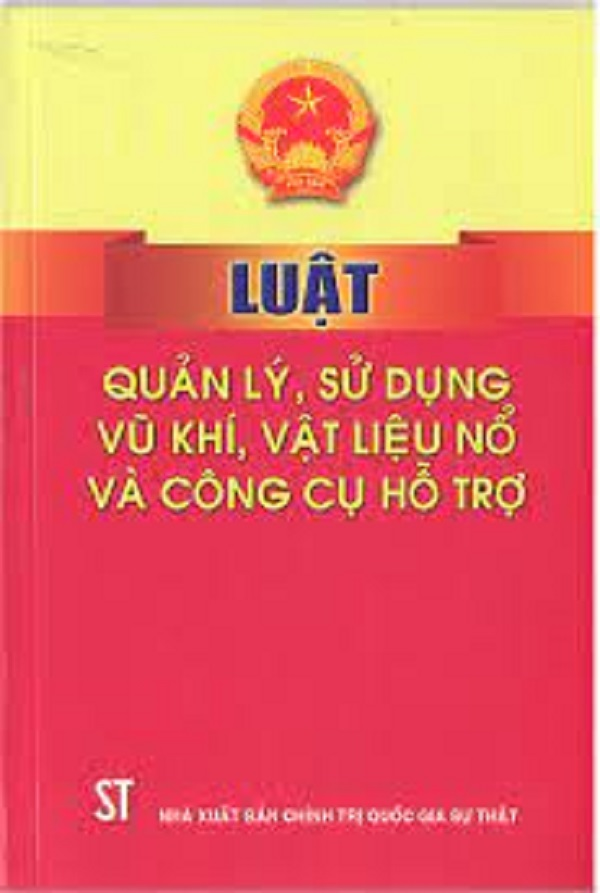 LUẬT
QUẢN LÝ, SỬ DỤNG
VŨ KHÍ, VẬT LIỆU NỔ
VÀ CÔNG CỤ HỖ TRỢ
ST NHÀ XUẤT BẢN CHÍNH TRỊ QUỐC GIA SỰ THẬT